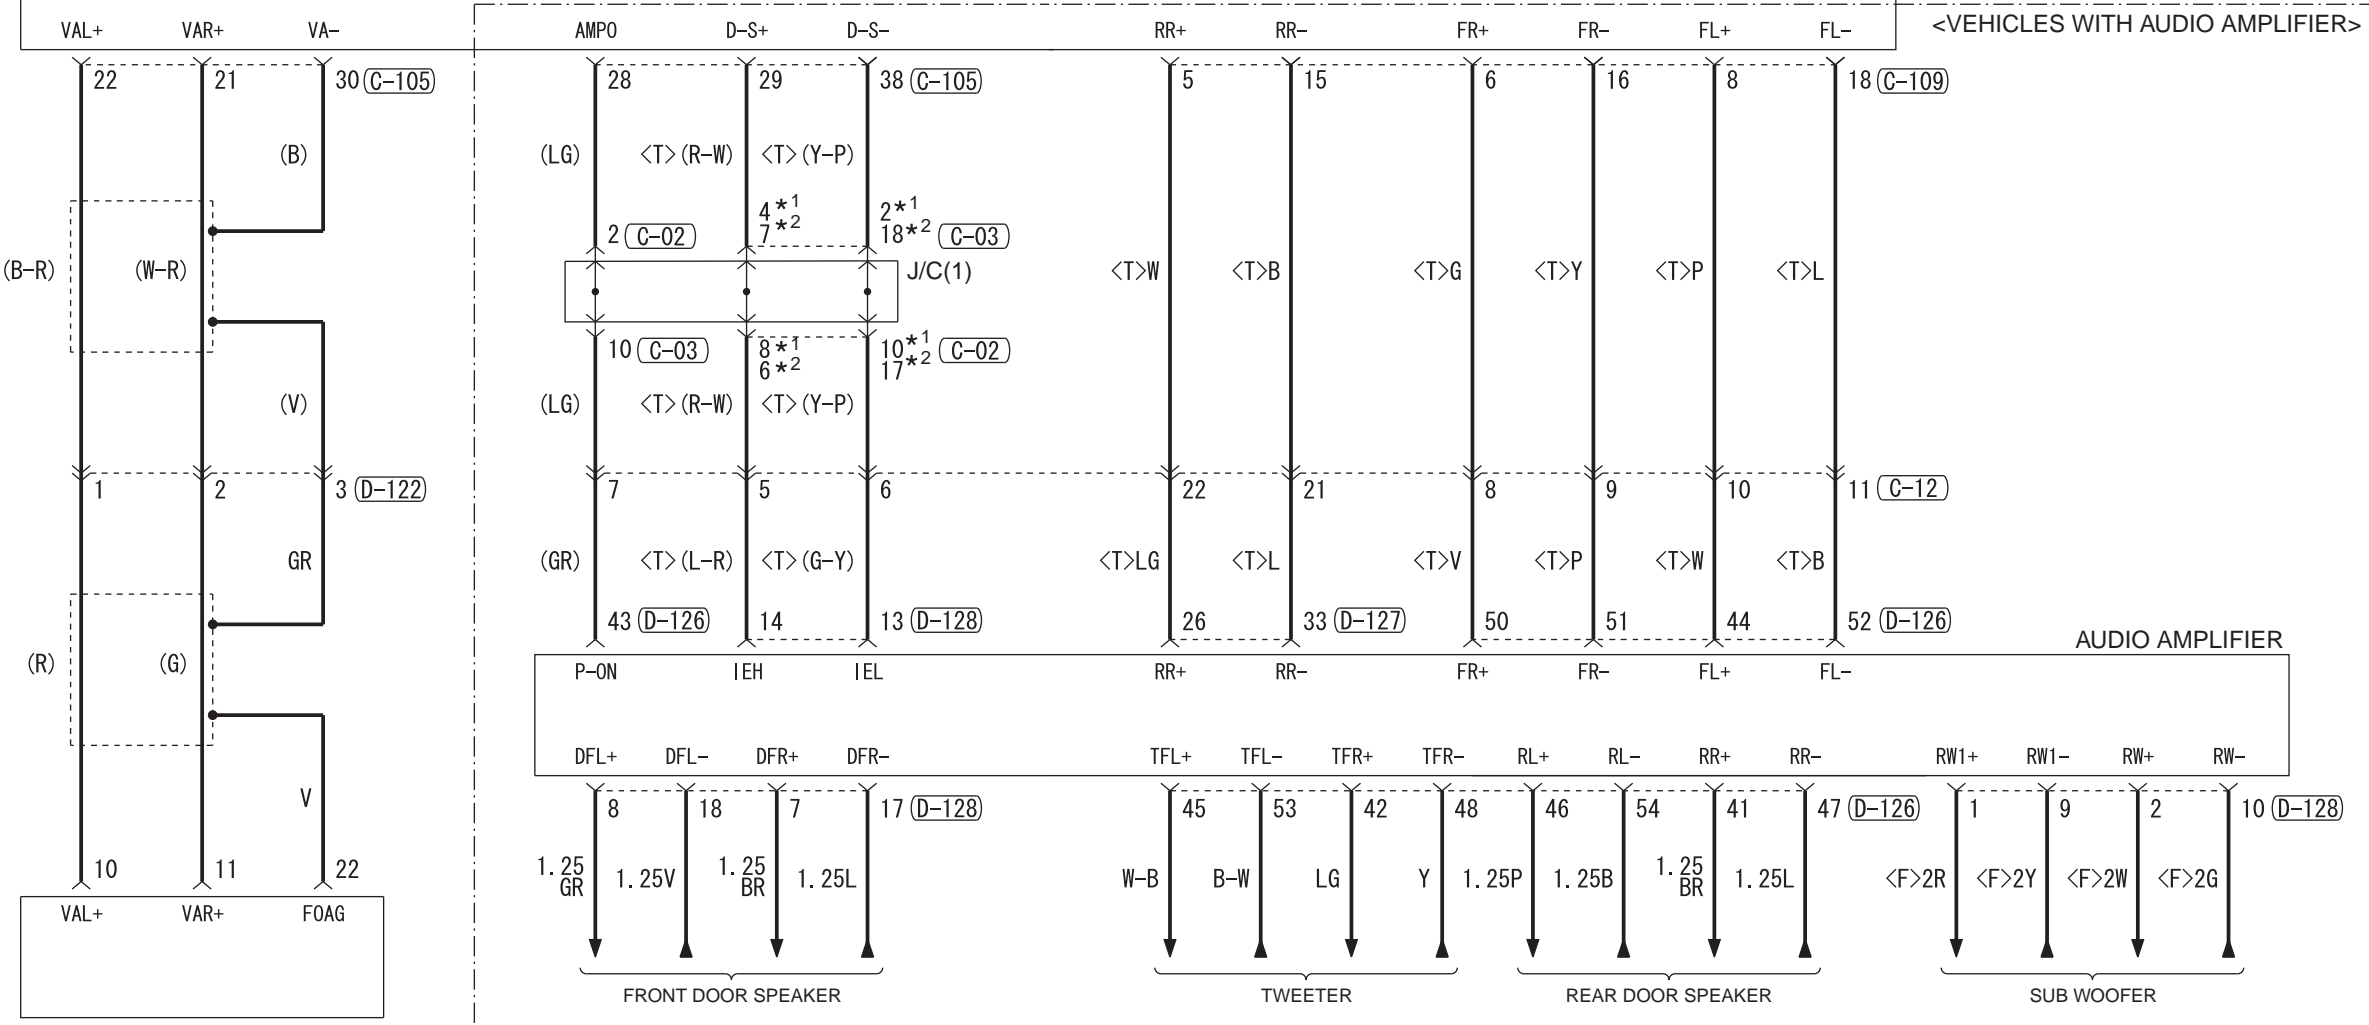 VAL+ VAR+ VA- AMPO D-S+ D-S- RR+ RR- FR+ FR- FL+ FL- <VEHICLES WITH AUDIO AMPLIFIER>
22 21 30 C-105 28 29 38 C-105 5 15 6 16 8 18 C-109
(B) (LG) <T>(R-W) <T>(Y-P)
4*1 2*1
2 C-02 7*2 18*2 C-03
(B-R) (W-R) J/C(1) <T>W <T>B <T>G <T>Y <T>P <T>L
10 C-03 8*1 10*1 C-02
6*2 17*2
(V) (LG) <T>(R-W) <T>(Y-P)
1 2 3 D-122 7 5 6 22 21 8 9 10 11 C-12
GR (GR) <T>(L-R) <T>(G-Y) <T>LG <T>L <T>V <T>P <T>W <T>B
43 D-126 14 13 D-128 26 33 D-127 50 51 44 52 D-126
AUDIO AMPLIFIER
(R) (G) P-ON IEH IEL RR+ RR- FR+ FR- FL+ FL-
DFL+ DFL- DFR+ DFR- TFL+ TFL- TFR+ TFR- RL+ RL- RR+ RR- RW1+ RW1- RW+ RW-
V 8 18 7 17 D-128 45 53 42 48 46 54 41 47 D-126 1 9 2 10 D-128
10 11 22 1.25 GR 1.25V 1.25 BR 1.25L W-B B-W LG Y 1.25P 1.25B 1.25 BR 1.25L <F>2R <F>2Y <F>2W <F>2G
VAL+ VAR+ FOAG
FRONT DOOR SPEAKER TWEETER REAR DOOR SPEAKER SUB WOOFER